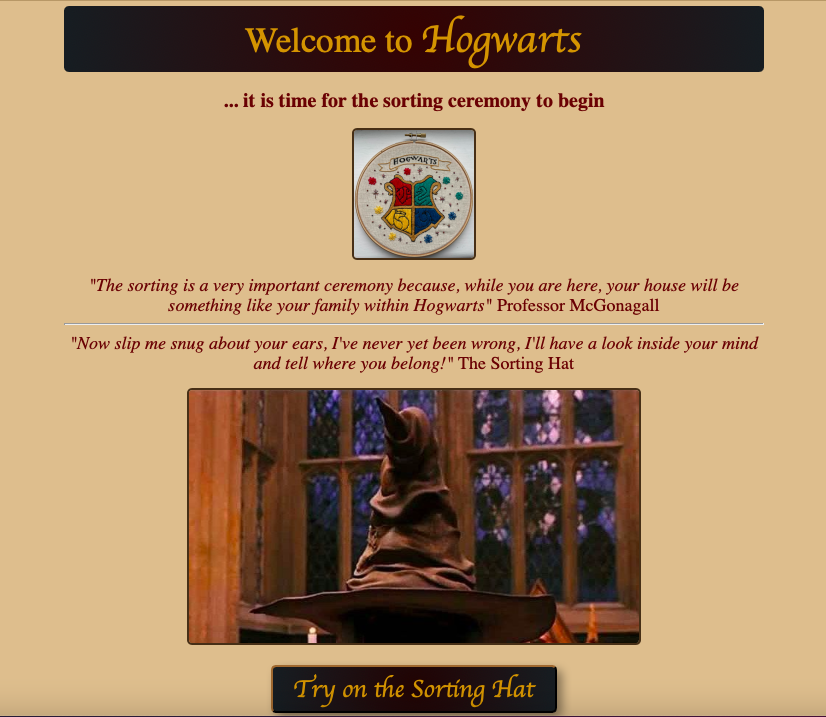 Welcome to Hogwarts
... it is time for the sorting ceremony to begin
HOGWARTS
"The sorting is a very important ceremony because, while you are here, your house will be
something like your family within Hogwarts" Professor McGonagall
"Now slip me snug about your ears, I've never yet been wrong, I'll have a look inside your mind
and tell where you belong!" The Sorting Hat
Try on the Sorting Hat